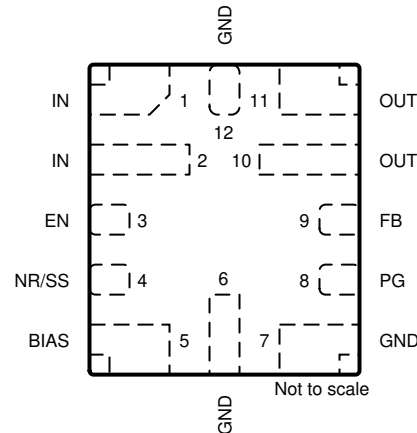 GND
IN 1 11 OUT
12
IN 2 10 OUT
EN 3 9 FB
NR/SS 4 6 8 PG
BIAS 5 7 GND
Not to scale
GND